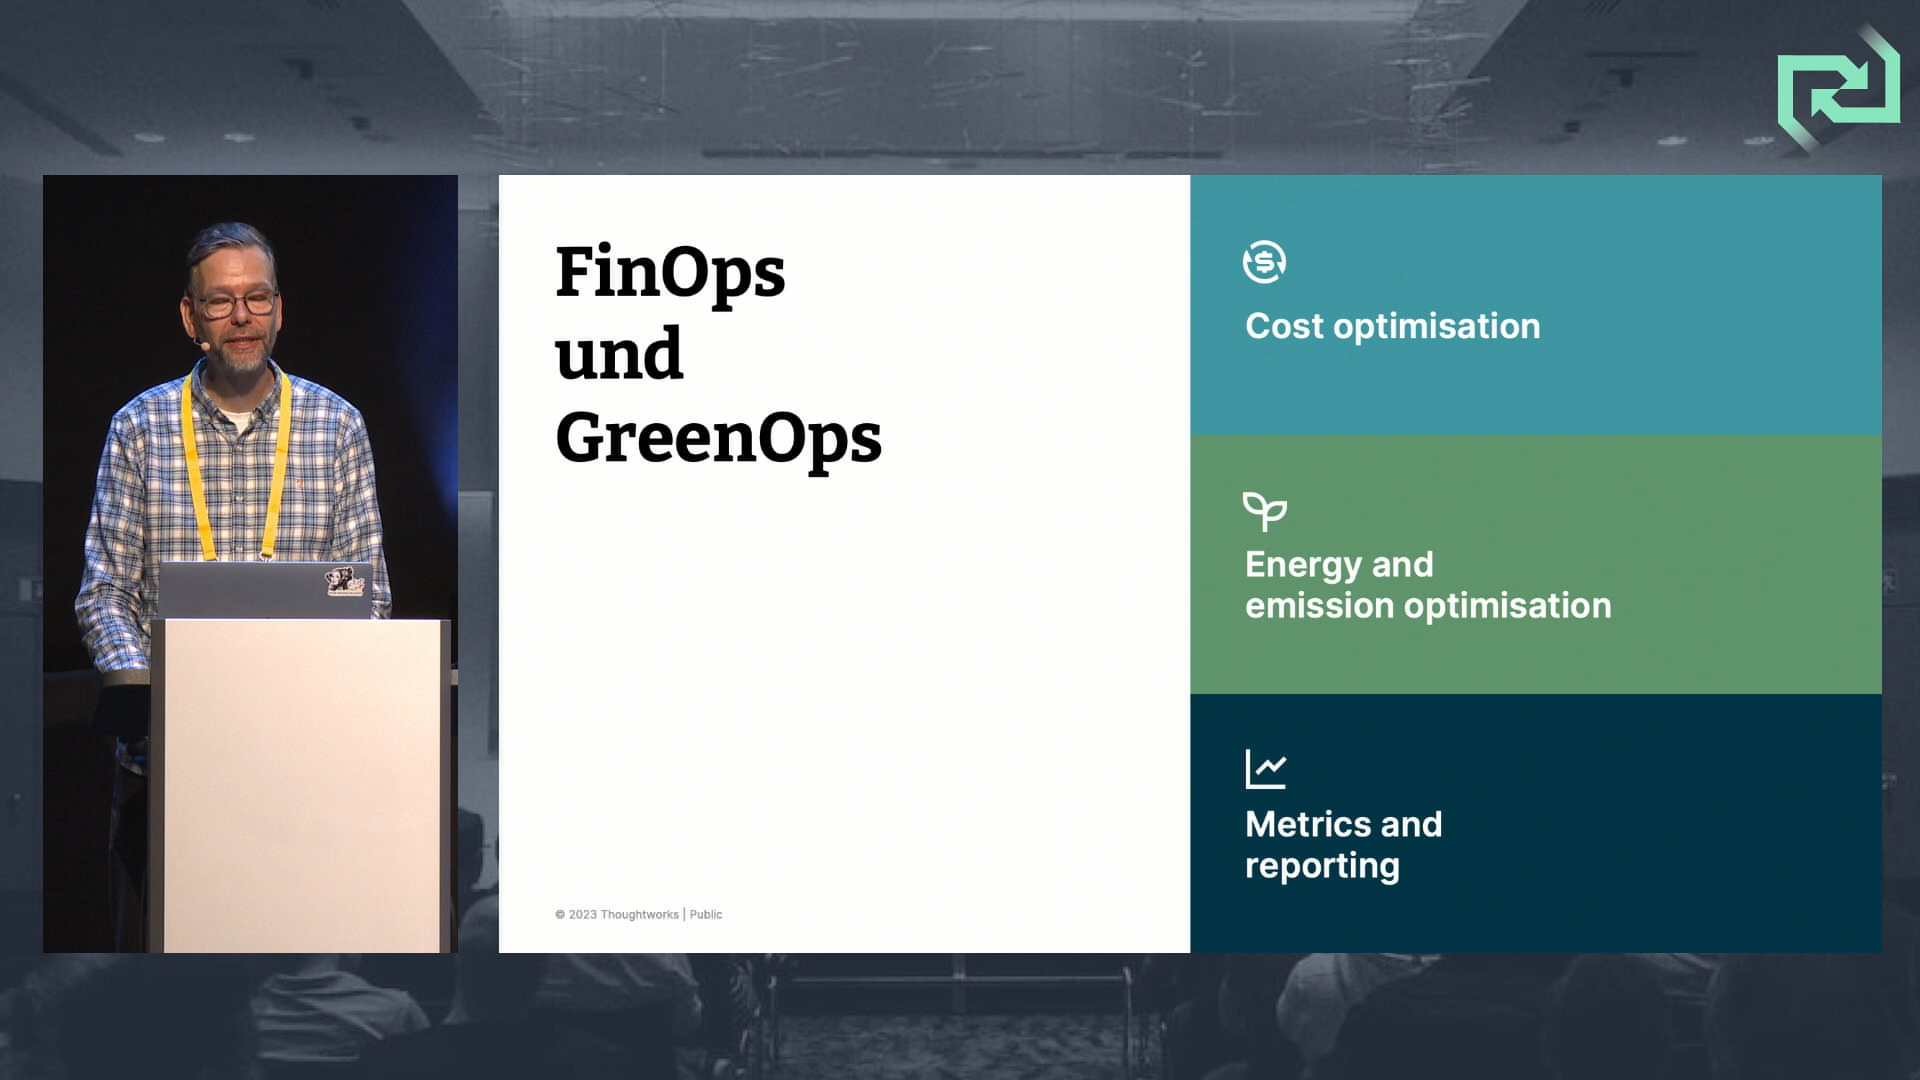 FinOps
und
GreenOps
© 2023 Thoughtworks | Public
Cost optimisation
Energy and
emission optimisation
Metrics and
reporting